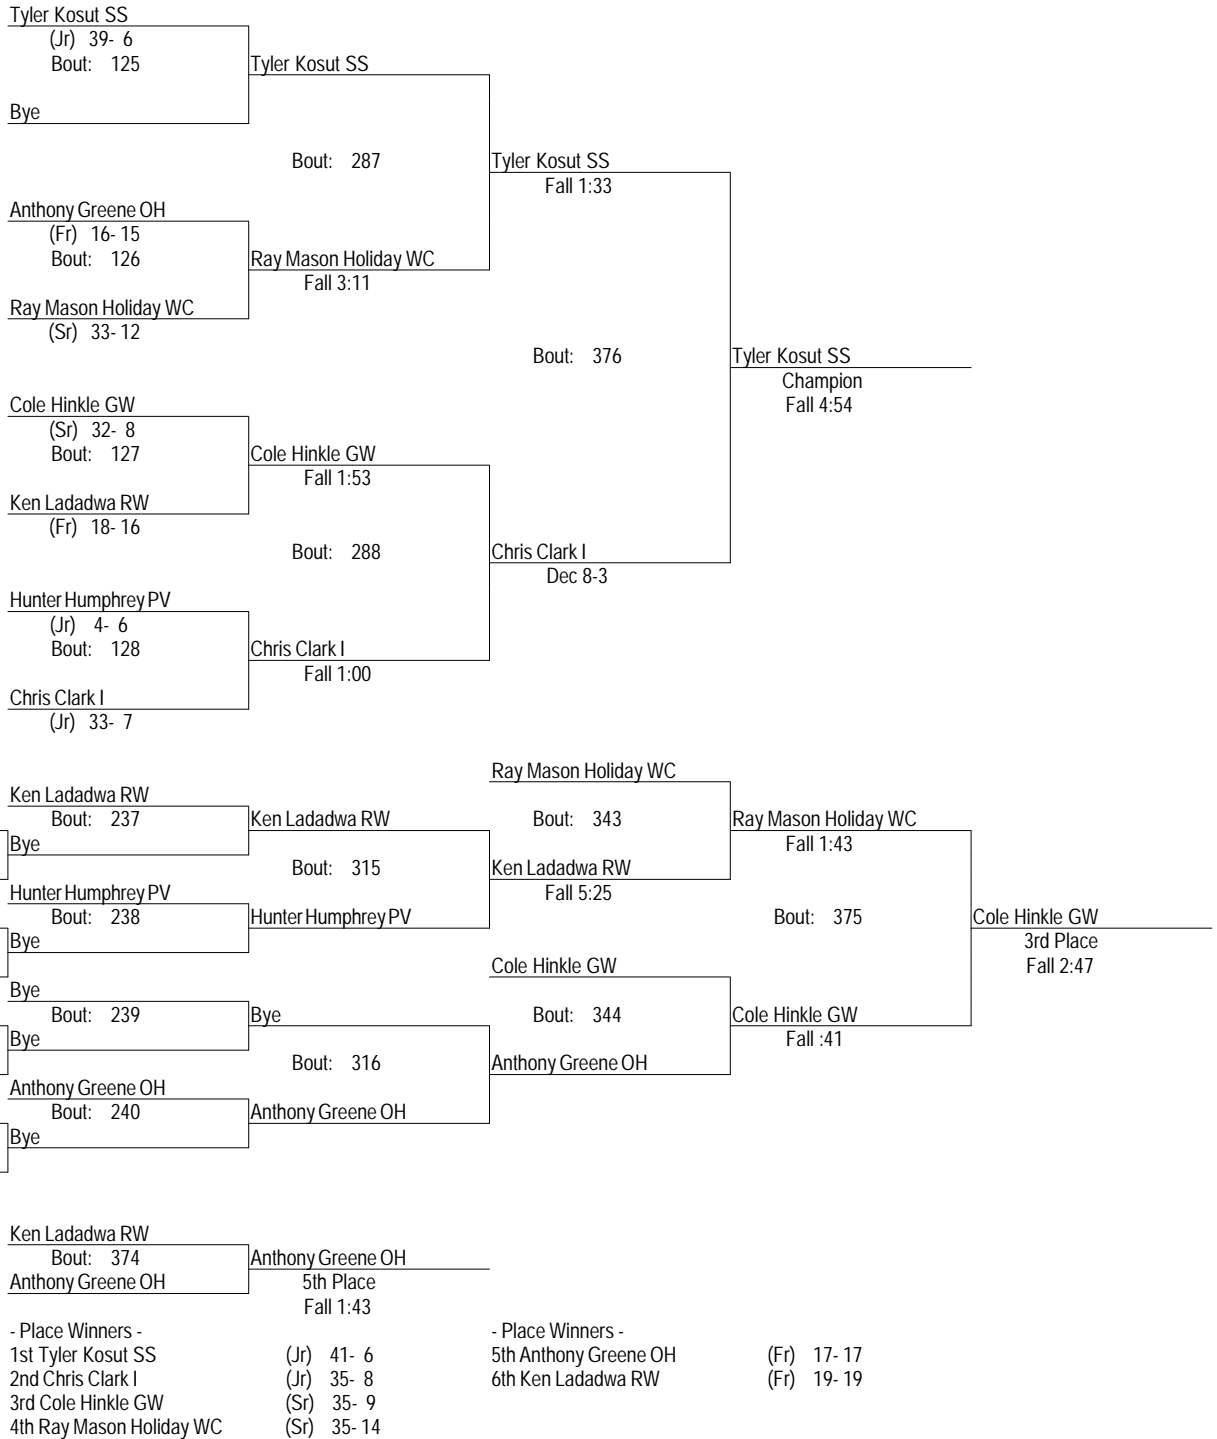 Tyler Kosut SS
(Jr) 39- 6
Bout: 125
Tyler Kosut SS
Bye
Bout: 287
Tyler Kosut SS
Fall 1:33
Anthony Greene OH
(Fr) 16- 15
Bout: 126
Ray Mason Holiday WC
Fall 3:11
Ray Mason Holiday WC
(Sr) 33- 12
Bout: 376
Tyler Kosut SS
Champion
Fall 4:54
Cole Hinkle GW
(Sr) 32- 8
Bout: 127
Cole Hinkle GW
Fall 1:53
Ken Ladadwa RW
(Fr) 18- 16
Bout: 288
Chris Clark I
Dec 8-3
Hunter Humphrey PV
(Jr) 4- 6
Bout: 128
Chris Clark I
Fall 1:00
Chris Clark I
(Jr) 33- 7
Ray Mason Holiday WC
Ken Ladadwa RW
Bout: 237
Ken Ladadwa RW
Bout: 343
Ray Mason Holiday WC
Fall 1:43
Bye
Bout: 315
Ken Ladadwa RW
Fall 5:25
Hunter Humphrey PV
Bout: 238
Hunter Humphrey PV
Bout: 375
Cole Hinkle GW
3rd Place
Fall 2:47
Bye
Cole Hinkle GW
Bye
Bout: 239
Bye
Bout: 344
Cole Hinkle GW
Fall :41
Bye
Bout: 316
Anthony Greene OH
Anthony Greene OH
Bout: 240
Anthony Greene OH
Bye
Ken Ladadwa RW
Bout: 374
Anthony Greene OH
Anthony Greene OH
5th Place
Fall 1:43
- Place Winners -
1st Tyler Kosut SS (Jr) 41- 6
2nd Chris Clark I (Jr) 35- 8
3rd Cole Hinkle GW (Sr) 35- 9
4th Ray Mason Holiday WC (Sr) 35- 14
- Place Winners -
5th Anthony Greene OH (Fr) 17- 17
6th Ken Ladadwa RW (Fr) 19- 19